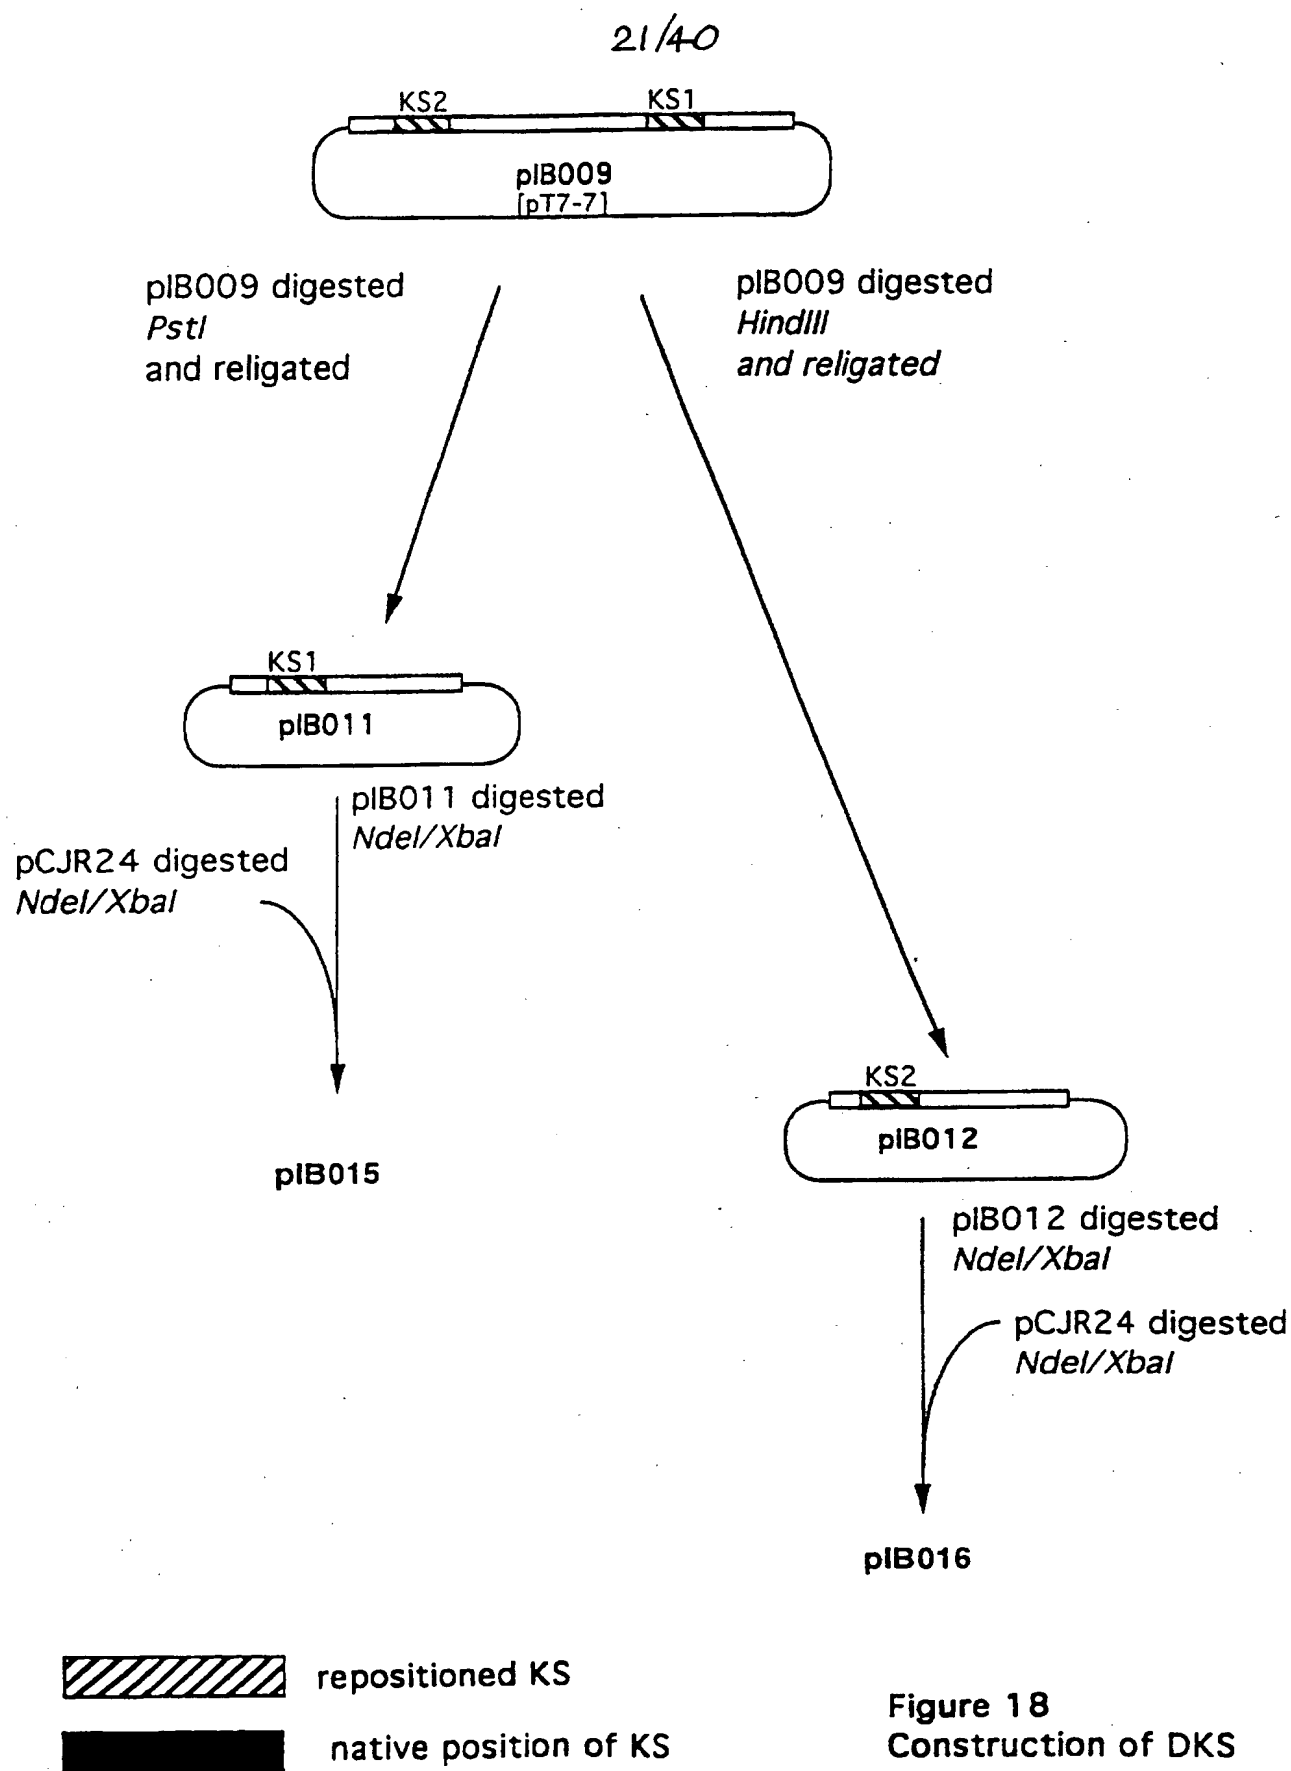 21/40
KS2
KS1
pIB009
[pT7-7]
pIB009 digested
PstI
and religated
pIB009 digested
HindIII
and religated
KS1
pIB011
pIB011 digested
NdeI/XbaI
pCJR24 digested
NdeI/XbaI
pIB015
KS2
pIB012
pIB012 digested
NdeI/XbaI
pCJR24 digested
NdeI/XbaI
pIB016
repositioned KS
native position of KS
Figure 18
Construction of DKS